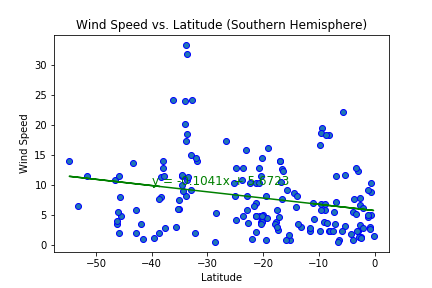 Wind Speed vs. Latitude (Southern Hemisphere)
30
25
20
15
10
5
0
Wind Speed
y =
−50 −40 −30 −20 −10 0
Latitude